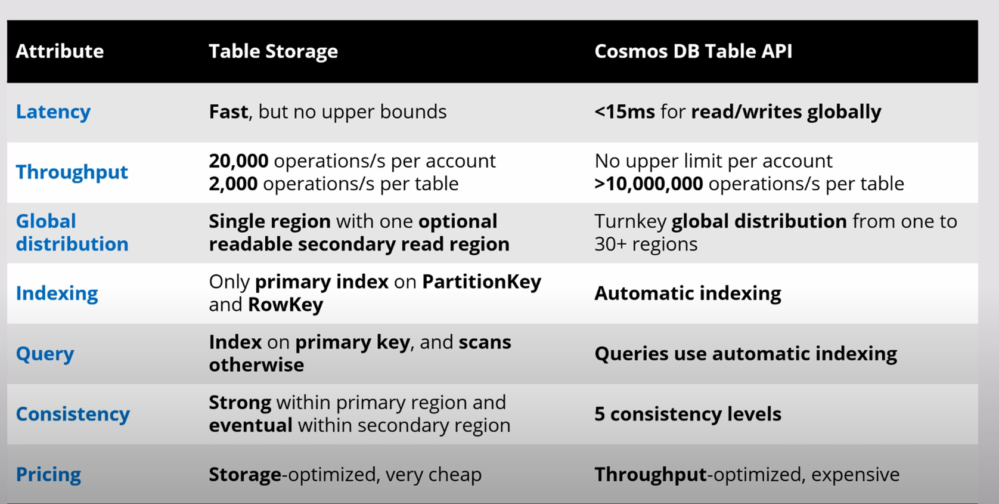 Attribute Table Storage Cosmos DB Table API
Latency Fast, but no upper bounds <15ms for read/writes globally
Throughput 20,000 operations/s per account No upper limit per account
2,000 operations/s per table >10,000,000 operations/s per table
Global distribution Single region with one optional Turnkey global distribution from one to
readable secondary read region 30+ regions
Indexing Only primary index on PartitionKey Automatic indexing
and RowKey
Query Index on primary key, and scans Queries use automatic indexing
otherwise
Consistency Strong within primary region and 5 consistency levels
eventual within secondary region
Pricing Storage-optimized, very cheap Throughput-optimized, expensive